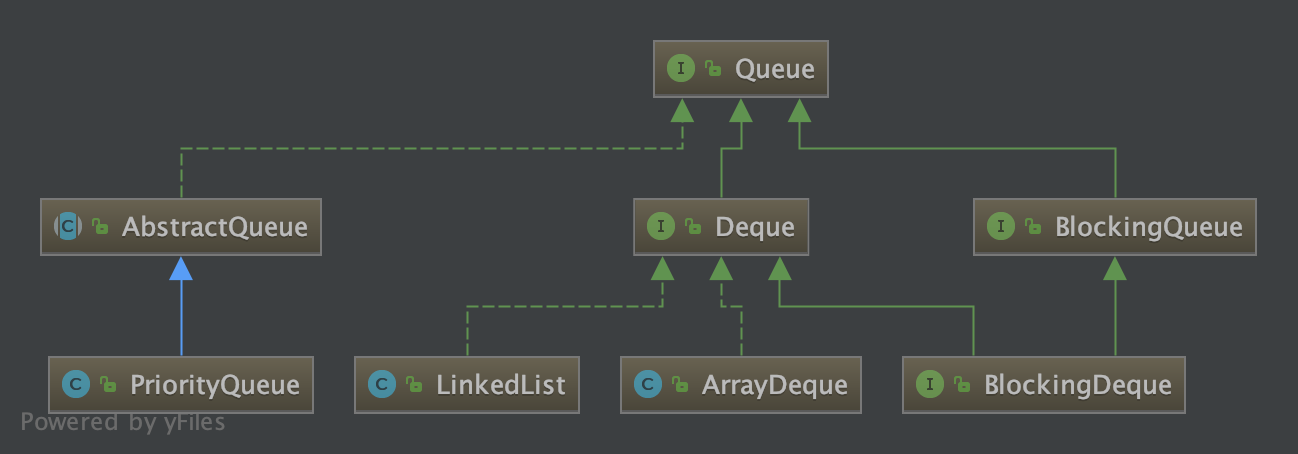 I Queue
C AbstractQueue
I Deque
I BlockingQueue
C PriorityQueue
C LinkedList
C ArrayDeque
I BlockingDeque
Powered by yFiles